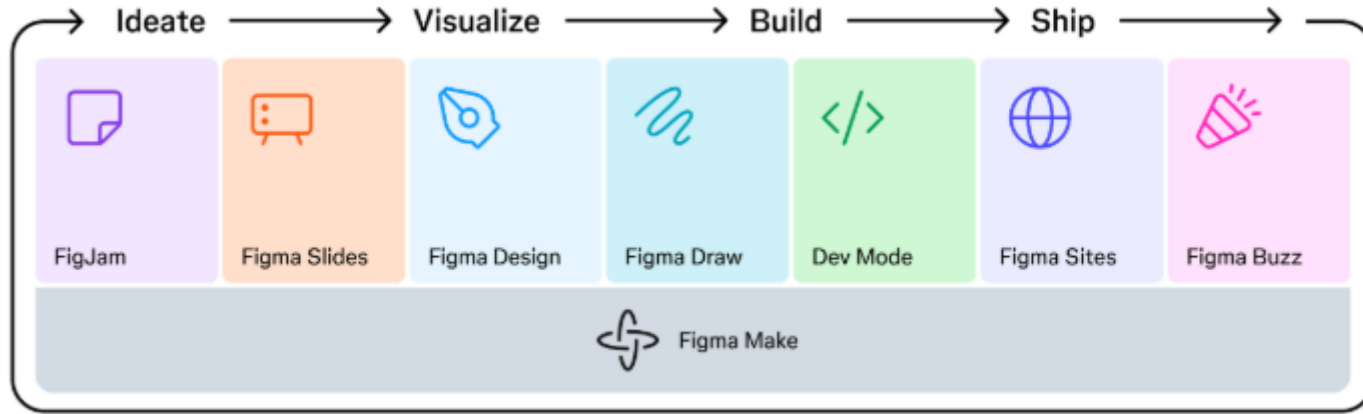 Ideate Visualize Build Ship
FigJam Figma Slides Figma Design Figma Draw Dev Mode Figma Sites Figma Buzz
Figma Make